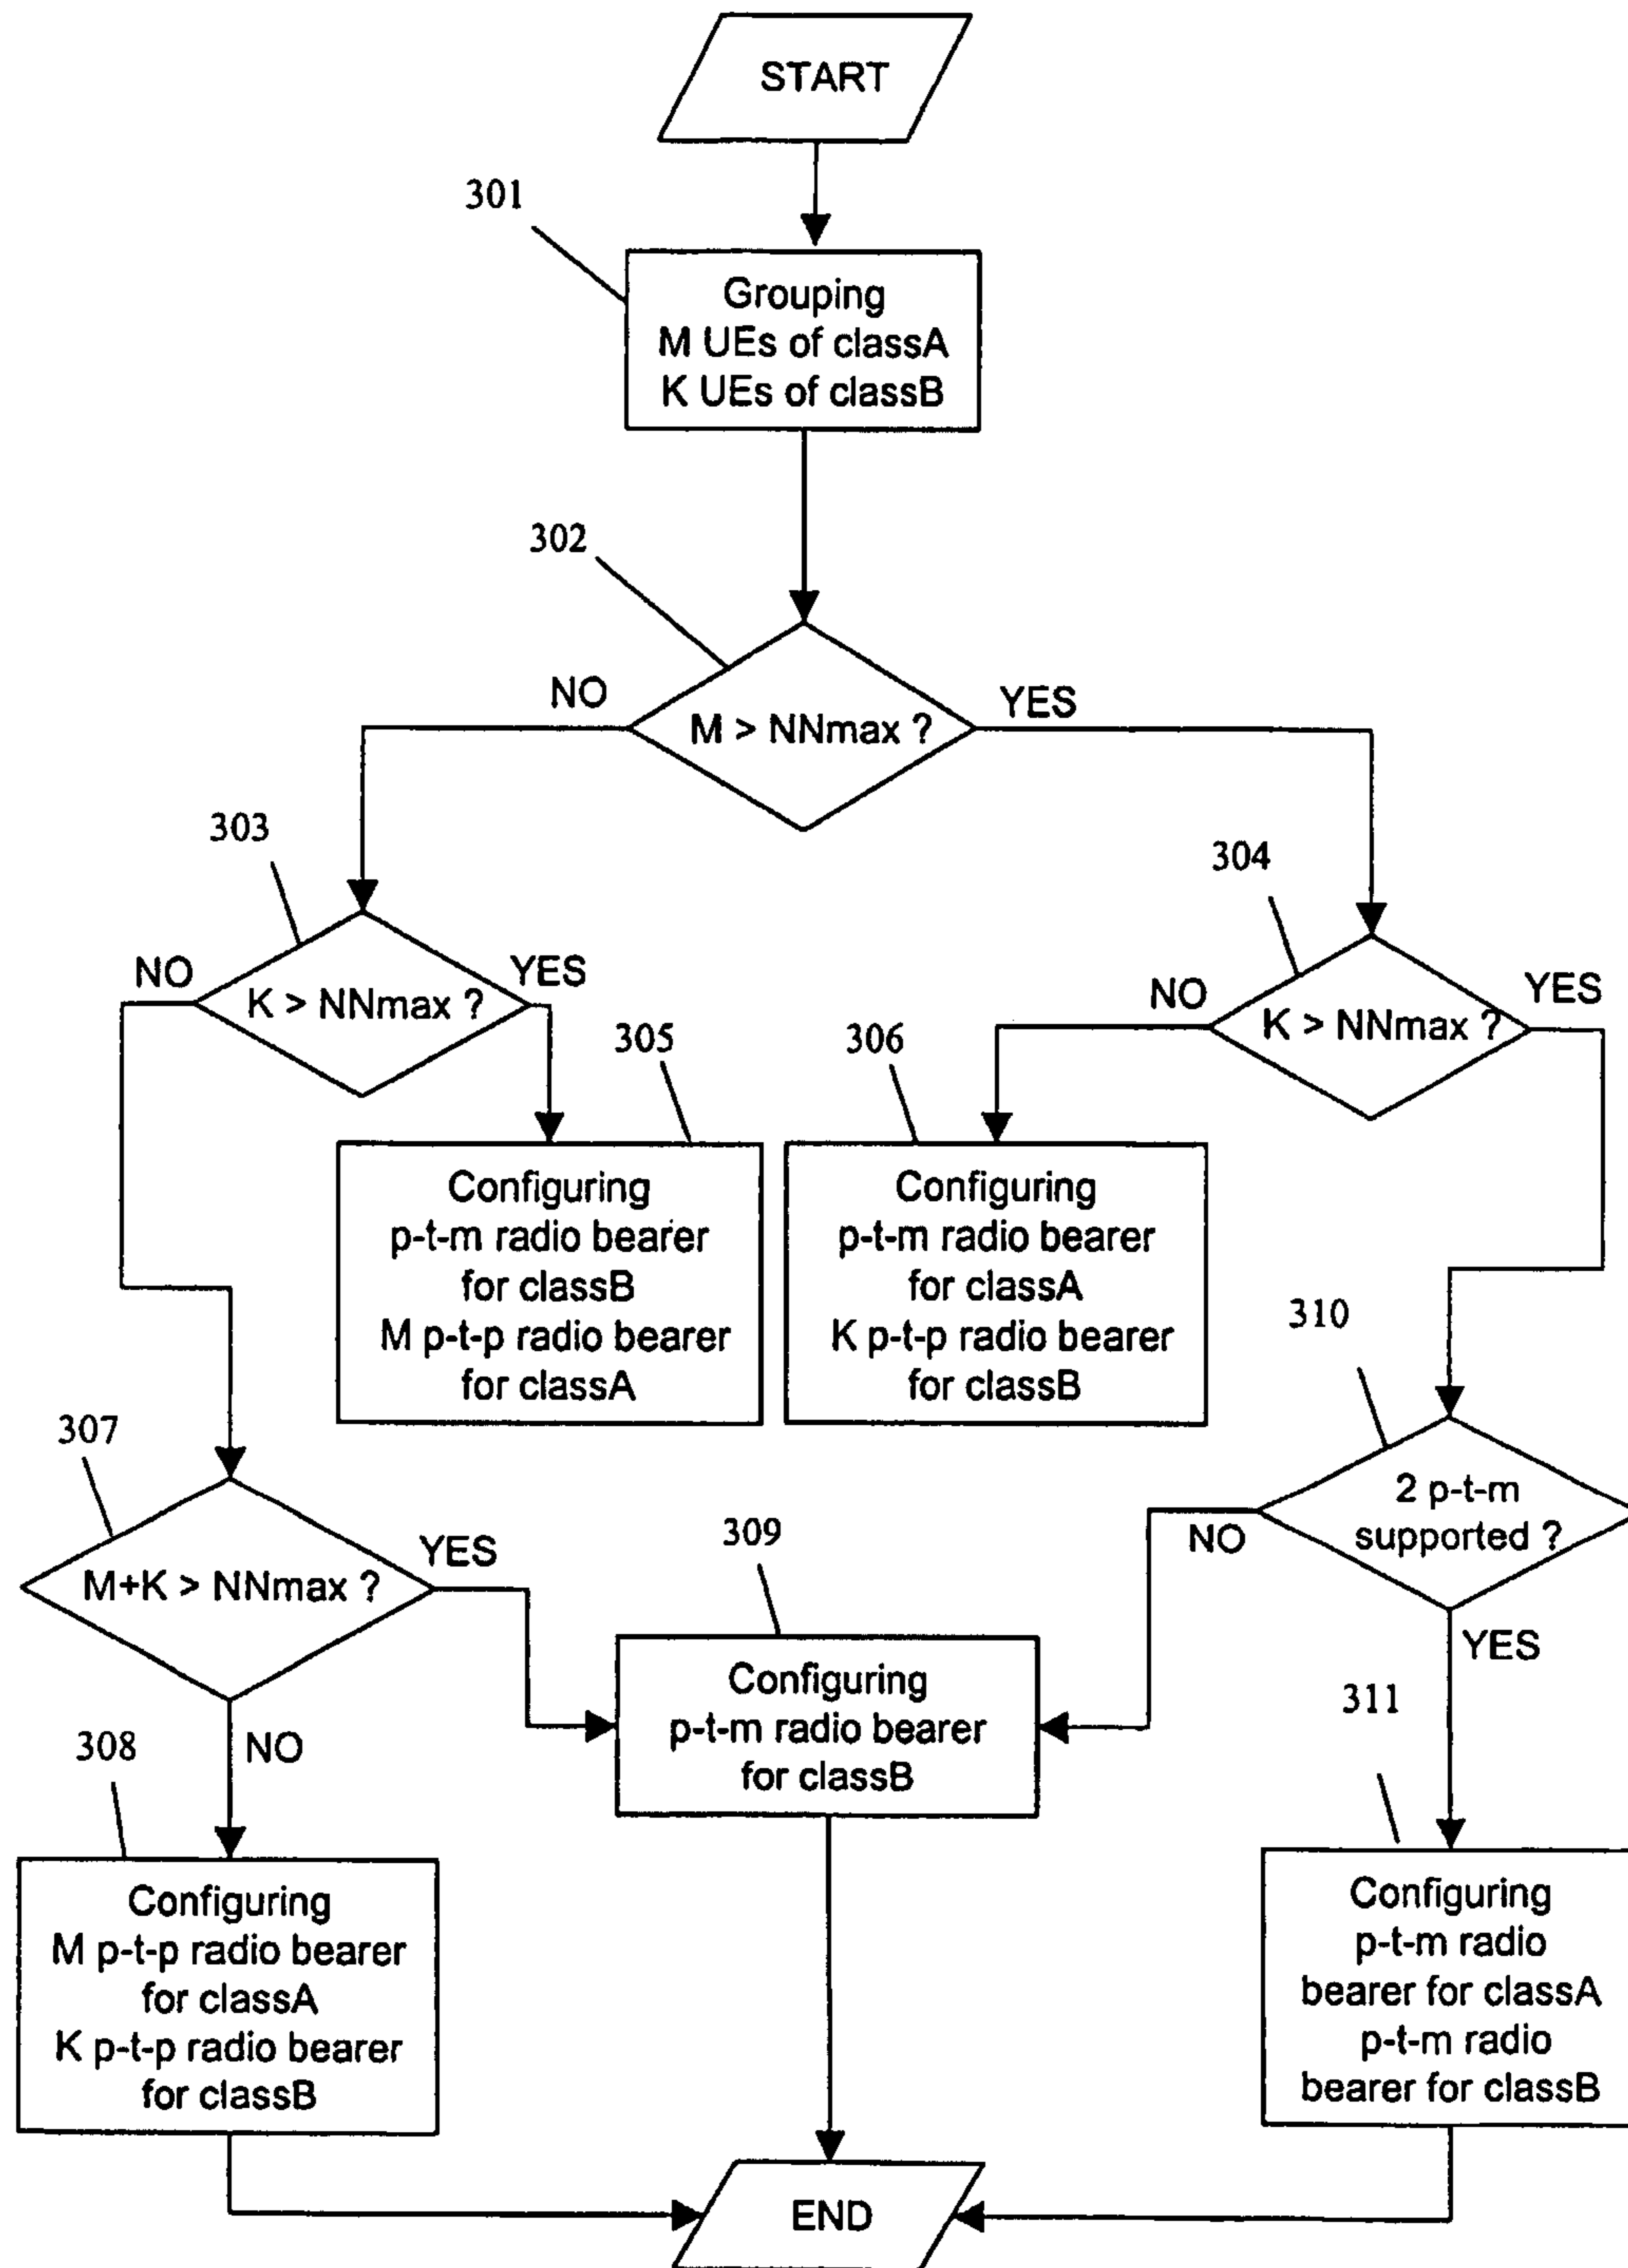 START
301
Grouping
M UEs of classA
K UEs of classB
302
NO
YES
M > NNmax ?
303
304
NO
YES
K > NNmax ?
NO
YES
K > NNmax ?
305
306
Configuring
p-t-m radio bearer
for classB
M p-t-p radio bearer
for classA
Configuring
p-t-m radio bearer
for classA
K p-t-p radio bearer
for classB
310
307
2 p-t-m
supported ?
NO
YES
M+K > NNmax ?
YES
NO
309
Configuring
p-t-m radio bearer
for classB
311
308
Configuring
M p-t-p radio bearer
for classA
K p-t-p radio bearer
for classB
Configuring
p-t-m radio
bearer for classA
p-t-m radio
bearer for classB
END